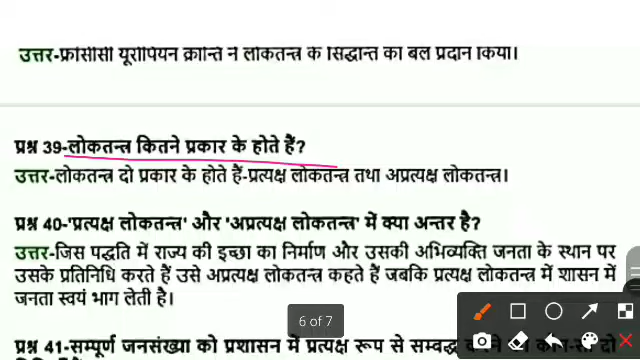 उत्तर-फ्रांसीसी यूरोपियन क्रान्ति ने लोकतन्त्र के सिद्धान्त को बल प्रदान किया।
प्रश्न 39-लोकतन्त्र कितने प्रकार के होते हैं?
उत्तर-लोकतन्त्र दो प्रकार के होते हैं-प्रत्यक्ष लोकतन्त्र तथा अप्रत्यक्ष लोकतन्त्र।
प्रश्न 40-'प्रत्यक्ष लोकतन्त्र' और 'अप्रत्यक्ष लोकतन्त्र' में क्या अन्तर है?
उत्तर-जिस पद्धति में राज्य की इच्छा का निर्माण और उसकी अभिव्यक्ति जनता के स्थान पर
उसके प्रतिनिधि करते हैं उसे अप्रत्यक्ष लोकतन्त्र कहते हैं जबकि प्रत्यक्ष लोकतन्त्र में शासन में
जनता स्वयं भाग लेती है।
6 of 7
प्रश्न 41-सम्पूर्ण जनसंख्या को प्रशासन में प्रत्यक्ष रूप से सम्बद्ध